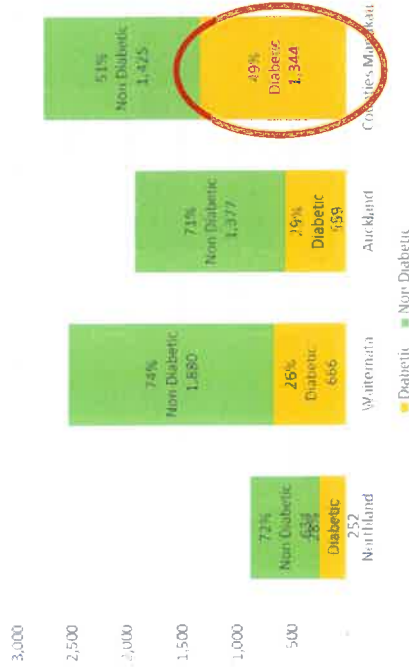 3,000
2,500
2,000
1,500
1,000
500
-
72%
Non Diabetic
28%
Diabetic
252
Northland
74%
Non Diabetic
1,880
26%
Diabetic
666
Waitemata
71%
Non Diabetic
1,377
29%
Diabetic
Auckland
51%
Non Diabetic
1,425
49%
Diabetic
1,344
Counties Manukau
Diabetic
Non Diabetic